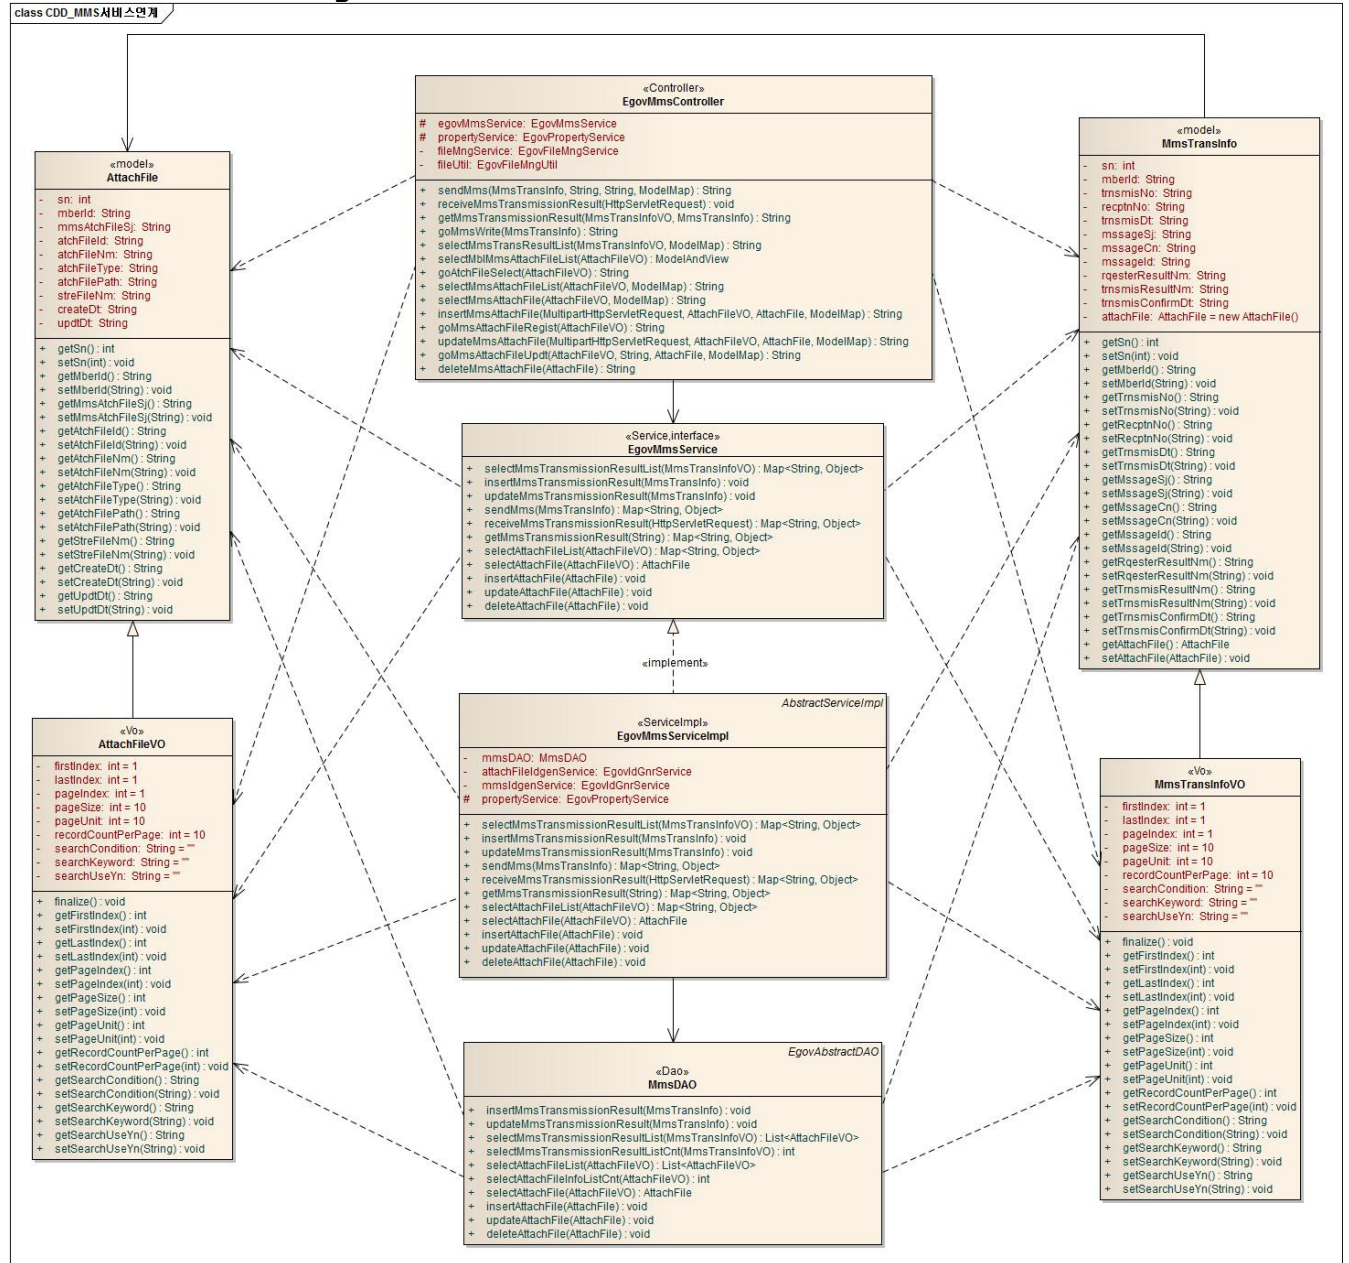 class CDD_MMS서비스연계
«Controller»
EgovMmsController
# egovMmsService: EgovMmsService
# propertyService: EgovPropertyService
- fileMngService: EgovFileMngService
- fileUtil: EgovFileMngUtil
+ sendMms(MmsTransInfo, String, String, ModelMap) : String
+ receiveMmsTransmissionResult(HttpServletRequest) : void
+ getMmsTransmissionResult(MmsTransInfoVO, MmsTransInfo) : String
+ goMmsWrite(MmsTransInfo) : String
+ selectMmsTransResultList(MmsTransInfoVO, ModelMap) : String
+ selectMblMmsAttachFileList(AttachFileVO) : ModelAndView
+ goAtchFileSelect(AttachFileVO) : String
+ selectMmsAttachFileList(AttachFileVO, ModelMap) : String
+ selectMmsAttachFile(AttachFileVO, ModelMap) : String
+ insertMmsAttachFile(MultipartHttpServletRequest, AttachFileVO, AttachFile, ModelMap) : String
+ goMmsAttachFileRegist(AttachFileVO) : String
+ updateMmsAttachFile(MultipartHttpServletRequest, AttachFileVO, AttachFile, ModelMap) : String
+ goMmsAttachFileUpdt(AttachFileVO, String, AttachFile, ModelMap) : String
+ deleteMmsAttachFile(AttachFile) : String
«model»
AttachFile
- sn: int
- mberId: String
- mmsAtchFileSj: String
- atchFileId: String
- atchFileNm: String
- atchFileType: String
- atchFilePath: String
- streFileNm: String
- createDt: String
- updtDt: String
+ getSn() : int
+ setSn(int) : void
+ getMberId() : String
+ setMberId(String) : void
+ getMmsAtchFileSj() : String
+ setMmsAtchFileSj(String) : void
+ getAtchFileId() : String
+ setAtchFileId(String) : void
+ getAtchFileNm() : String
+ setAtchFileNm(String) : void
+ getAtchFileType() : String
+ setAtchFileType(String) : void
+ getAtchFilePath() : String
+ setAtchFilePath(String) : void
+ getStreFileNm() : String
+ setStreFileNm(String) : void
+ getCreateDt() : String
+ setCreateDt(String) : void
+ getUpdtDt() : String
+ setUpdtDt(String) : void
«model»
MmsTransInfo
- sn: int
- mberId: String
- trnsmisNo: String
- recptnNo: String
- trnsmisDt: String
- mssageSj: String
- mssageCn: String
- mssageId: String
- rqesterResultNm: String
- trnsmisResultNm: String
- trnsmisConfirmDt: String
- attachFile: AttachFile = new AttachFile()
+ getSn() : int
+ setSn(int) : void
+ getMberId() : String
+ setMberId(String) : void
+ getTrnsmisNo() : String
+ setTrnsmisNo(String) : void
+ getRecptnNo() : String
+ setRecptnNo(String) : void
+ getTrnsmisDt() : String
+ setTrnsmisDt(String) : void
+ getMssageSj() : String
+ setMssageSj(String) : void
+ getMssageCn() : String
+ setMssageCn(String) : void
+ getMssageId() : String
+ setMssageId(String) : void
+ getRqesterResultNm() : String
+ setRqesterResultNm(String) : void
+ getTrnsmisResultNm() : String
+ setTrnsmisResultNm(String) : void
+ getTrnsmisConfirmDt() : String
+ setTrnsmisConfirmDt(String) : void
+ getAttachFile() : AttachFile
+ setAttachFile(AttachFile) : void
«Service,interface»
EgovMmsService
+ selectMmsTransmissionResultList(MmsTransInfoVO) : Map<String, Object>
+ insertMmsTransmissionResult(MmsTransInfo) : void
+ updateMmsTransmissionResult(MmsTransInfo) : void
+ sendMms(MmsTransInfo) : Map<String, Object>
+ receiveMmsTransmissionResult(HttpServletRequest) : Map<String, Object>
+ getMmsTransmissionResult(String) : Map<String, Object>
+ selectAttachFileList(AttachFileVO) : Map<String, Object>
+ selectAttachFile(AttachFileVO) : AttachFile
+ insertAttachFile(AttachFile) : void
+ updateAttachFile(AttachFile) : void
+ deleteAttachFile(AttachFile) : void
«implement»
AbstractServiceImpl
«ServiceImpl»
EgovMmsServiceImpl
- mmsDAO: MmsDAO
- attachFileIdgenService: EgovIdGnrService
- mmsIdgenService: EgovIdGnrService
# propertyService: EgovPropertyService
+ selectMmsTransmissionResultList(MmsTransInfoVO) : Map<String, Object>
+ insertMmsTransmissionResult(MmsTransInfo) : void
+ updateMmsTransmissionResult(MmsTransInfo) : void
+ sendMms(MmsTransInfo) : Map<String, Object>
+ receiveMmsTransmissionResult(HttpServletRequest) : Map<String, Object>
+ getMmsTransmissionResult(String) : Map<String, Object>
+ selectAttachFileList(AttachFileVO) : Map<String, Object>
+ selectAttachFile(AttachFileVO) : AttachFile
+ insertAttachFile(AttachFile) : void
+ updateAttachFile(AttachFile) : void
+ deleteAttachFile(AttachFile) : void
«Vo»
AttachFileVO
- firstIndex: int = 1
- lastIndex: int = 1
- pageIndex: int = 1
- pageSize: int = 10
- pageUnit: int = 10
- recordCountPerPage: int = 10
- searchCondition: String = ""
- searchKeyword: String = ""
- searchUseYn: String = ""
+ finalize() : void
+ getFirstIndex() : int
+ setFirstIndex(int) : void
+ getLastIndex() : int
+ setLastIndex(int) : void
+ getPageIndex() : int
+ setPageIndex(int) : void
+ getPageSize() : int
+ setPageSize(int) : void
+ getPageUnit() : int
+ setPageUnit(int) : void
+ getRecordCountPerPage() : int
+ setRecordCountPerPage(int) : void
+ getSearchCondition() : String
+ setSearchCondition(String) : void
+ getSearchKeyword() : String
+ setSearchKeyword(String) : void
+ getSearchUseYn() : String
+ setSearchUseYn(String) : void
«Vo»
MmsTransInfoVO
- firstIndex: int = 1
- lastIndex: int = 1
- pageIndex: int = 1
- pageSize: int = 10
- pageUnit: int = 10
- recordCountPerPage: int = 10
- searchCondition: String = ""
- searchKeyword: String = ""
- searchUseYn: String = ""
+ finalize() : void
+ getFirstIndex() : int
+ setFirstIndex(int) : void
+ getLastIndex() : int
+ setLastIndex(int) : void
+ getPageIndex() : int
+ setPageIndex(int) : void
+ getPageSize() : int
+ setPageSize(int) : void
+ getPageUnit() : int
+ setPageUnit(int) : void
+ getRecordCountPerPage() : int
+ setRecordCountPerPage(int) : void
+ getSearchCondition() : String
+ setSearchCondition(String) : void
+ getSearchKeyword() : String
+ setSearchKeyword(String) : void
+ getSearchUseYn() : String
+ setSearchUseYn(String) : void
EgovAbstractDAO
«Dao»
MmsDAO
+ insertMmsTransmissionResult(MmsTransInfo) : void
+ updateMmsTransmissionResult(MmsTransInfo) : void
+ selectMmsTransmissionResultList(MmsTransInfoVO) : List<AttachFileVO>
+ selectMmsTransmissionResultListCnt(MmsTransInfoVO) : int
+ selectAttachFileList(AttachFileVO) : List<AttachFileVO>
+ selectAttachFileInfoListCnt(AttachFileVO) : int
+ selectAttachFile(AttachFileVO) : AttachFile
+ insertAttachFile(AttachFile) : void
+ updateAttachFile(AttachFile) : void
+ deleteAttachFile(AttachFile) : void